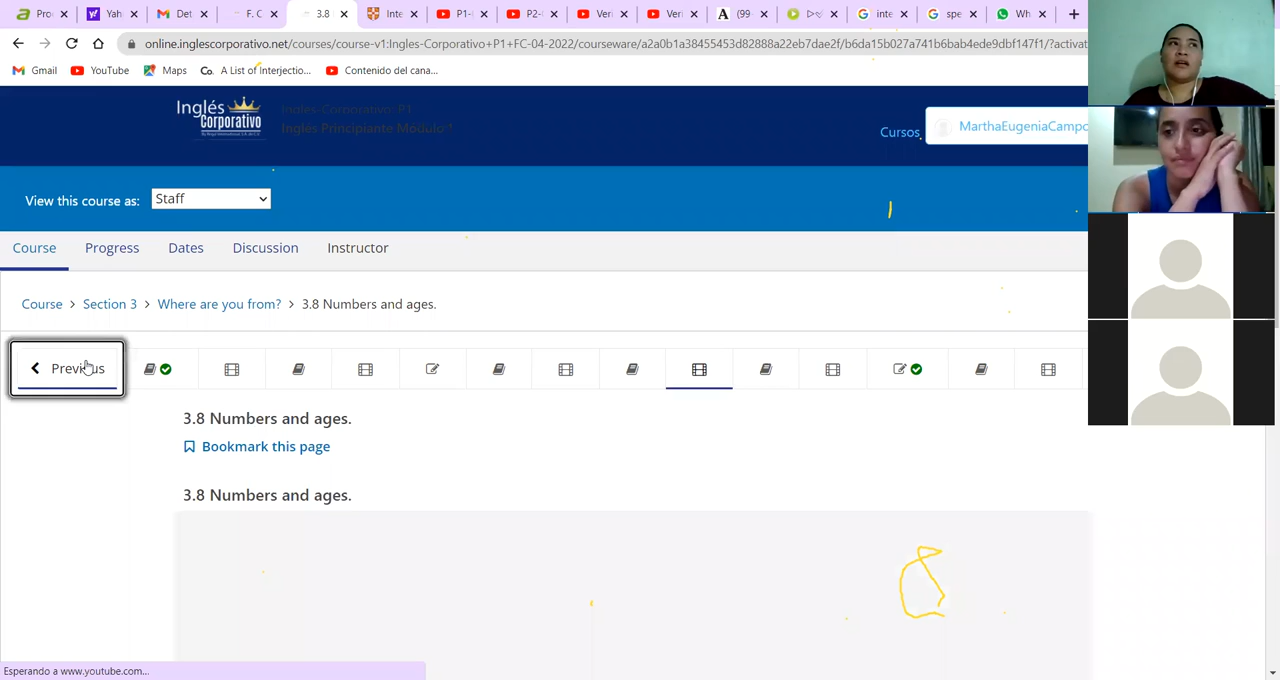 Pro
Yah
Det
F. C
3.8
Inte
P1-
P2-
Veri
Veri
(99
inte
spe
Wh
online.inglescorporativo.net/courses/course-v1:Ingles-Corporativo+P1+FC-04-2022/courseware/a2a0b1a38455453d82888a22eb7dae2f/b6da15b027a741b6bab4ede9dbf147f1/?activat
Gmail
YouTube
Maps
Co.
A List of Interjectio...
Contenido del cana...
Inglés Corporativo
Ingles-Corporativo: P1
Inglés Principiante Módulo
Cursos
MarthaEugeniaCampo
View this course as:
Staff
Course
Progress
Dates
Discussion
Instructor
Course > Section 3 > Where are you from? > 3.8 Numbers and ages.
Previous
3.8 Numbers and ages.
Bookmark this page
3.8 Numbers and ages.
Esperando a www.youtube.com...